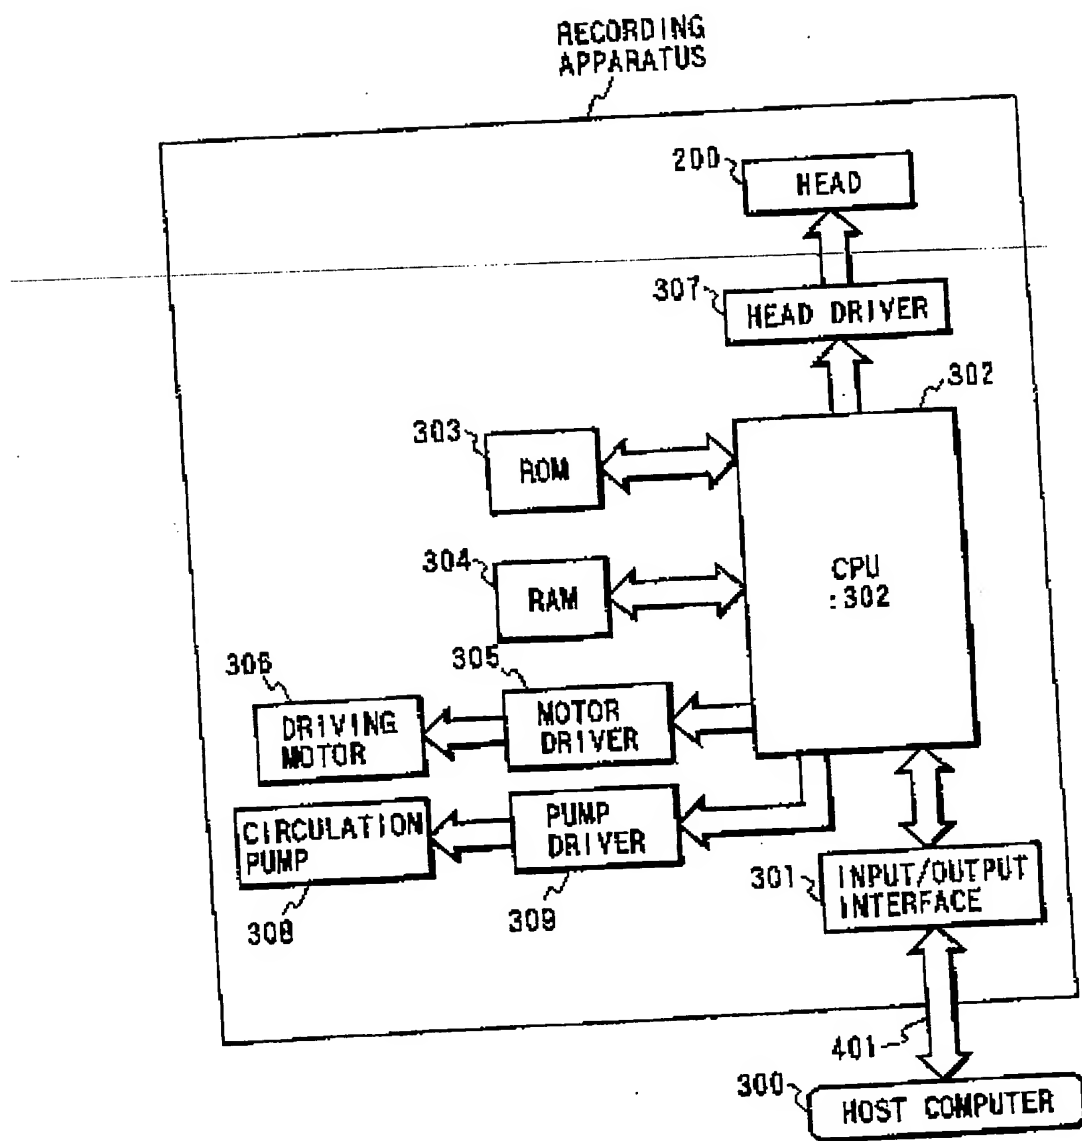 RECORDING
APPARATUS
200
HEAD
307
HEAD DRIVER
302
303
ROM
CPU
:302
304
RAM
305
306
MOTOR
DRIVER
DRIVING
MOTOR
PUMP
DRIVER
CIRCULATION
PUMP
301
INPUT/OUTPUT
INTERFACE
309
308
401
300
HOST COMPUTER